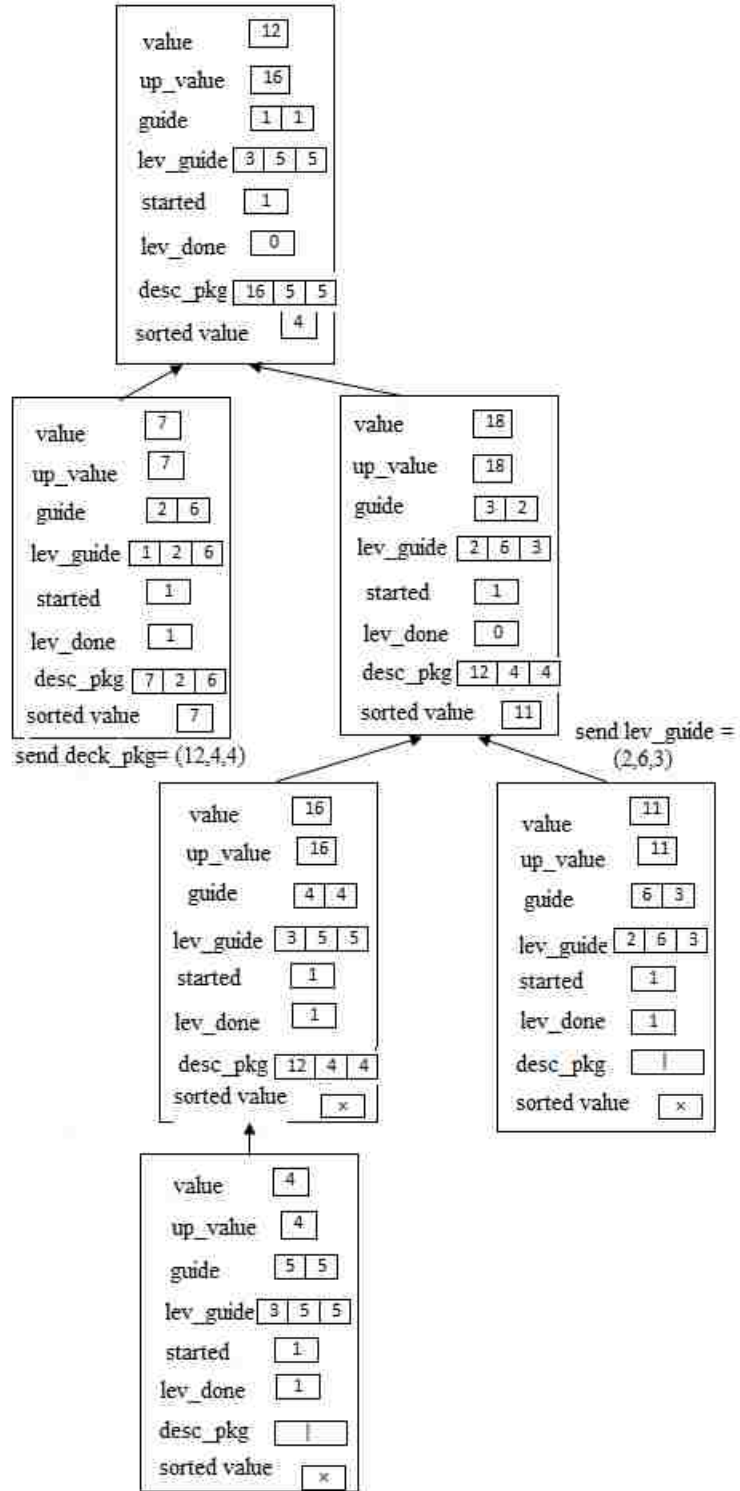 value 12
up_value 16
guide 1 1
lev_guide 3 5 5
started 1
lev_done 0
desc_pkg 16 5 5
sorted value 4
value 7
up_value 7
guide 2 6
lev_guide 1 2 6
started 1
lev_done 1
desc_pkg 7 2 6
sorted value 7
send deck_pkg= (12,4,4)
value 18
up_value 18
guide 3 2
lev_guide 2 6 3
started 1
lev_done 0
desc_pkg 12 4 4
sorted value 11
send lev_guide =
(2,6,3)
value 16
up_value 16
guide 4 4
lev_guide 3 5 5
started 1
lev_done 1
desc_pkg 12 4 4
sorted value ×
value 11
up_value 11
guide 6 3
lev_guide 2 6 3
started 1
lev_done 1
desc_pkg |
sorted value ×
value 4
up_value 4
guide 5 5
lev_guide 3 5 5
started 1
lev_done 1
desc_pkg |
sorted value ×